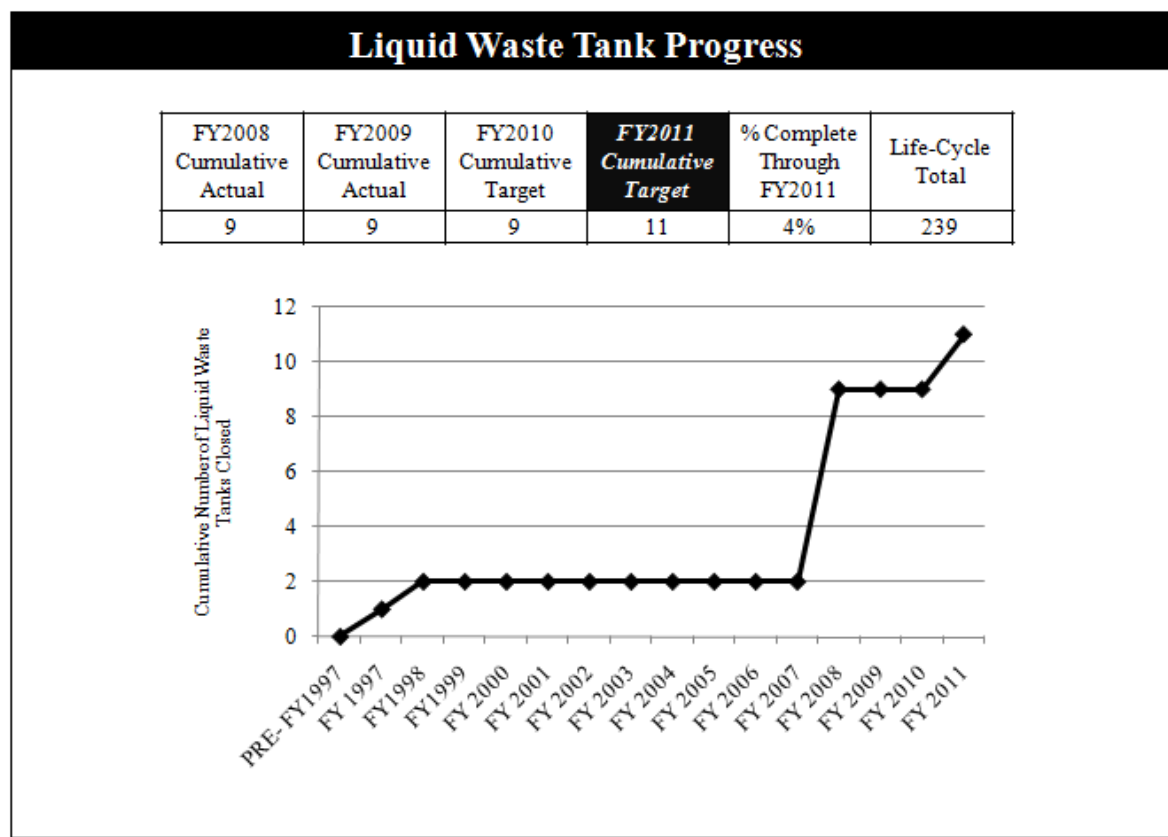 Liquid Waste Tank Progress
FY2008 Cumulative Actual
FY2009 Cumulative Actual
FY2010 Cumulative Target
FY2011 Cumulative Target
% Complete Through FY2011
Life-Cycle Total
9
9
9
11
4%
239
Cumulative Number of Liquid Waste
Tanks Closed
12
10
8
6
4
2
0
PRE- FY1997
FY 1997
FY1998
FY1999
FY 2000
FY 2001
FY 2002
FY 2003
FY 2004
FY 2005
FY 2006
FY 2007
FY 2008
FY 2009
FY 2010
FY 2011